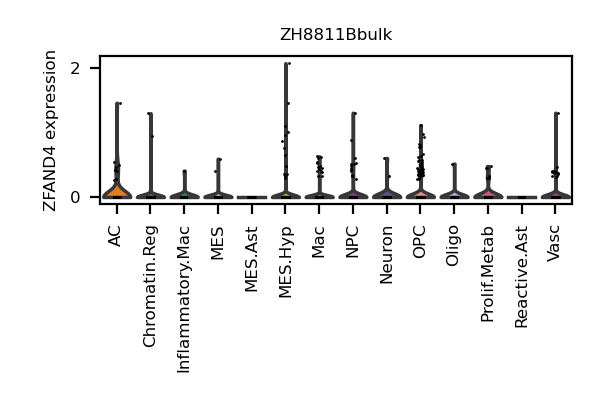 ZH8811Bbulk
ZFAND4 expression
2
0
AC
Chromatin.Reg
Inflammatory.Mac
MES
MES.Ast
MES.Hyp
Mac
NPC
Neuron
OPC
Oligo
Prolif.Metab
Reactive.Ast
Vasc